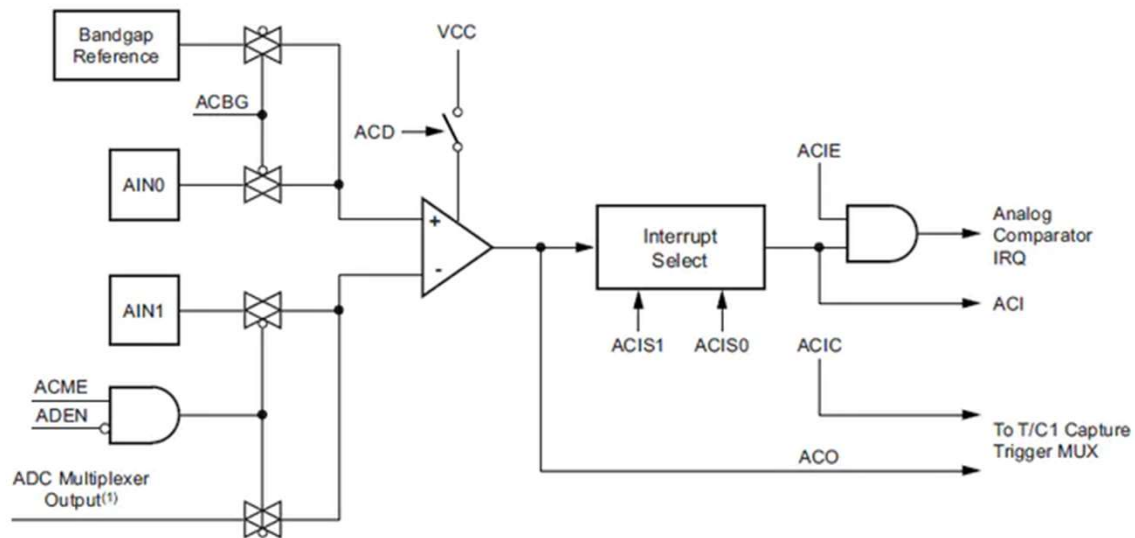 Bandgap
Reference
VCC
ACBG
ACD
AIN0
ACIE
+
Interrupt
Select
Analog
Comparator
IRQ
-
AIN1
ACI
ACIS1 ACIS0
ACIC
ACME
ADEN
To T/C1 Capture
Trigger MUX
ACO
ADC Multiplexer
Output(1)